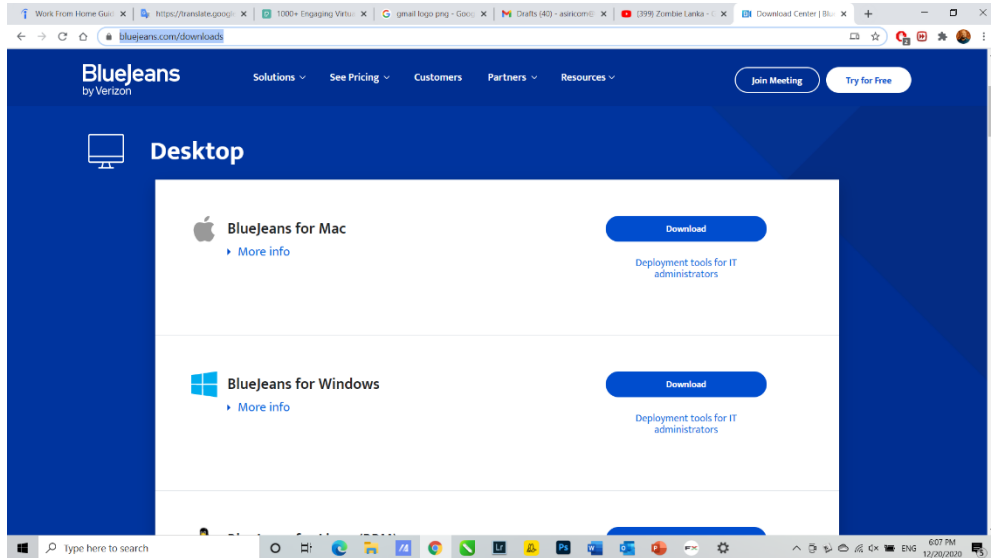 Work From Home Guid
https://translate.google
1000+ Engaging Virtua
gmail logo png - Goog
Drafts (40) - asiricom@
(399) Zombie Lanka - C
Download Center | Blu
bluejeans.com/downloads
BlueJeans
by Verizon
Solutions
See Pricing
Customers
Partners
Resources
Join Meeting
Try for Free
Desktop
BlueJeans for Mac
More info
Download
Deployment tools for IT
administrators
BlueJeans for Windows
More info
Download
Deployment tools for IT
administrators
Type here to search
ENG
6:07 PM
12/20/2020